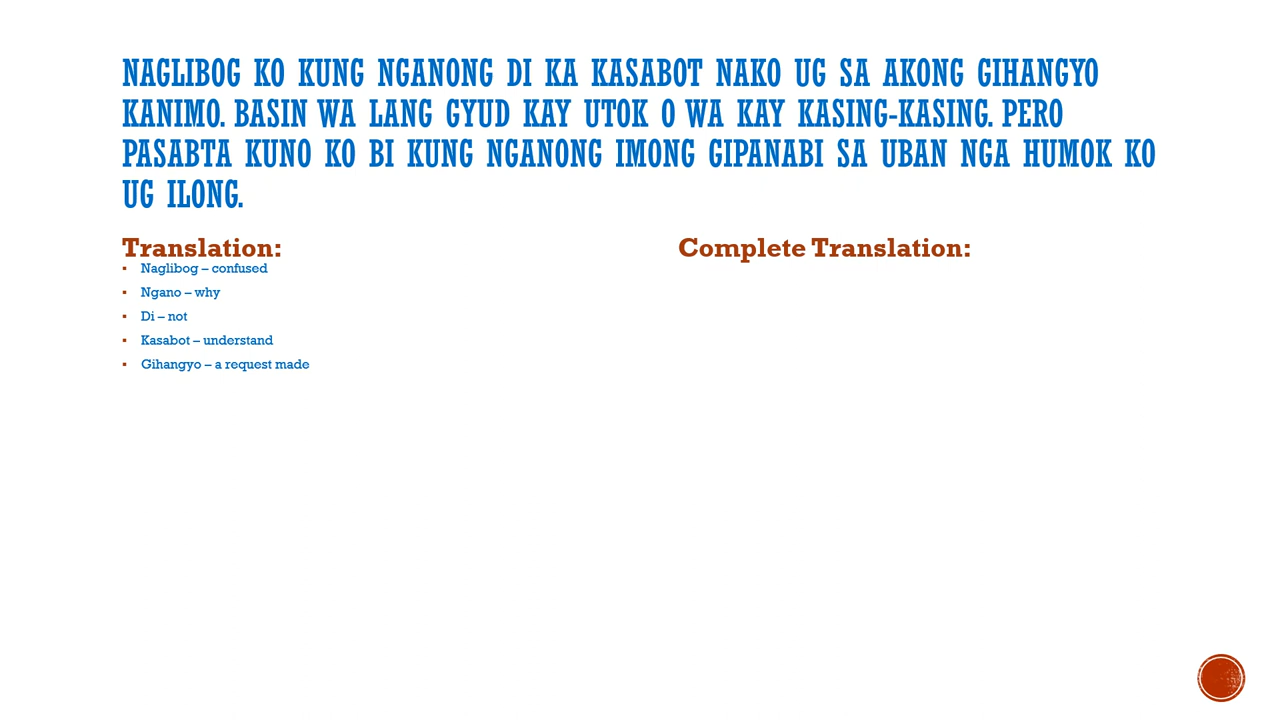 NAGLIBOG KO KUNG NGANONG DI KA KASABOT NAKO UG SA AKONG GIHANGYO
KANIMO. BASIN WA LANG GYUD KAY UTOK O WA KAY KASING-KASING. PERO
PASABTA KUNO KO BI KUNG NGANONG IMONG GIPANABI SA UBAN NGA HUMOK KO
UG ILONG.
Translation:
▪ Naglibog – confused
▪ Ngano – why
▪ Di – not
▪ Kasabot – understand
▪ Gihangyo – a request made
Complete Translation: